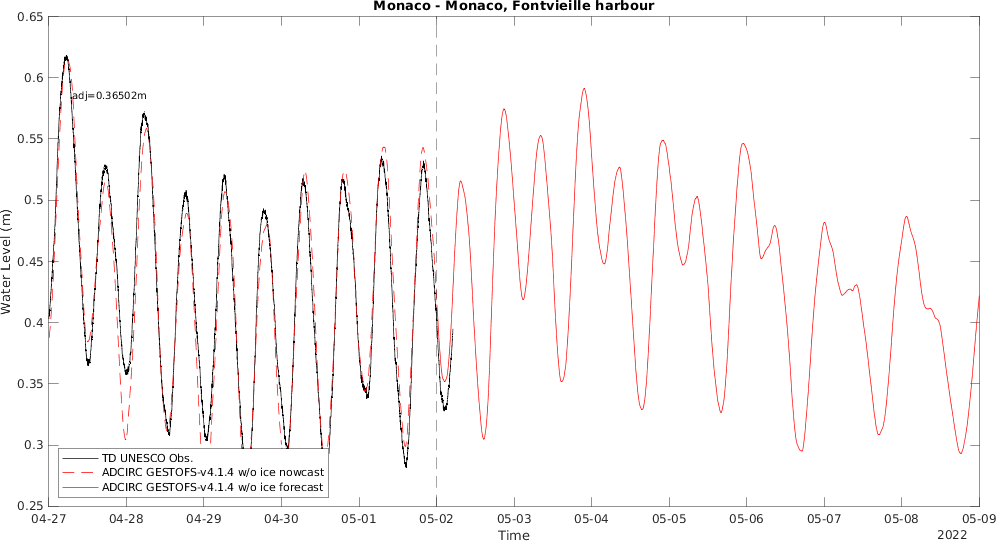 Monaco - Monaco, Fontvieille harbour
0.65
0.6
0.55
0.5
0.45
0.4
0.35
0.3
0.25
Water Level (m)
adj=0.36502m
TD UNESCO Obs.
ADCIRC GESTOFS-v4.1.4 w/o ice nowcast
ADCIRC GESTOFS-v4.1.4 w/o ice forecast
04-27 04-28 04-29 04-30 05-01 05-02 05-03 05-04 05-05 05-06 05-07 05-08 05-09
Time
2022